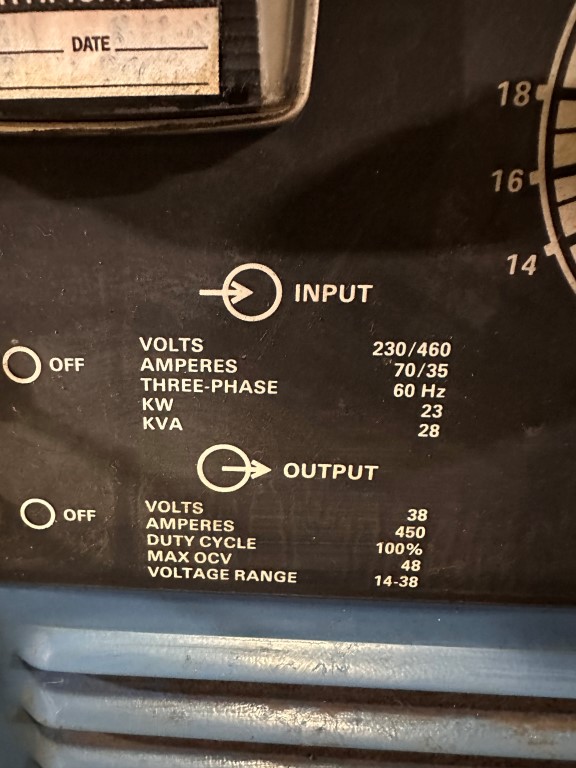 DATE
18
16
14
INPUT
VOLTS 230/460
OFF AMPERES 70/35
THREE-PHASE 60 Hz
KW 23
KVA 28
OUTPUT
VOLTS 38
OFF AMPERES 450
DUTY CYCLE 100%
MAX OCV 48
VOLTAGE RANGE 14-38